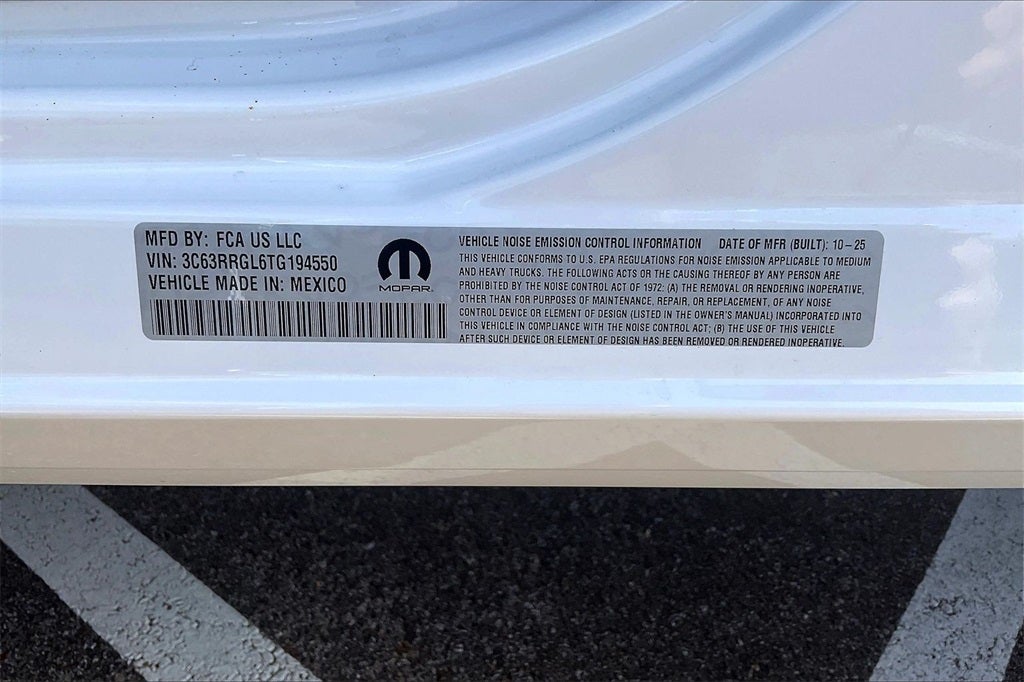 MFD BY: FCA US LLC
VIN: 3C63RRGL6TG194550
VEHICLE MADE IN: MEXICO
MOPAR.
VEHICLE NOISE EMISSION CONTROL INFORMATION DATE OF MFR (BUILT): 10-25
THIS VEHICLE CONFORMS TO U.S. EPA REGULATIONS FOR NOISE EMISSION APPLICABLE TO MEDIUM
AND HEAVY TRUCKS. THE FOLLOWING ACTS OR THE CAUSING THEREOF BY ANY PERSON ARE
PROHIBITED BY THE NOISE CONTROL ACT OF 1972: (A) THE REMOVAL OR RENDERING INOPERATIVE,
OTHER THAN FOR PURPOSES OF MAINTENANCE, REPAIR, OR REPLACEMENT, OF ANY NOISE
CONTROL DEVICE OR ELEMENT OF DESIGN (LISTED IN THE OWNER'S MANUAL) INCORPORATED INTO
THIS VEHICLE IN COMPLIANCE WITH THE NOISE CONTROL ACT; (B) THE USE OF THIS VEHICLE
AFTER SUCH DEVICE OR ELEMENT OF DESIGN HAS BEEN REMOVED OR RENDERED INOPERATIVE.